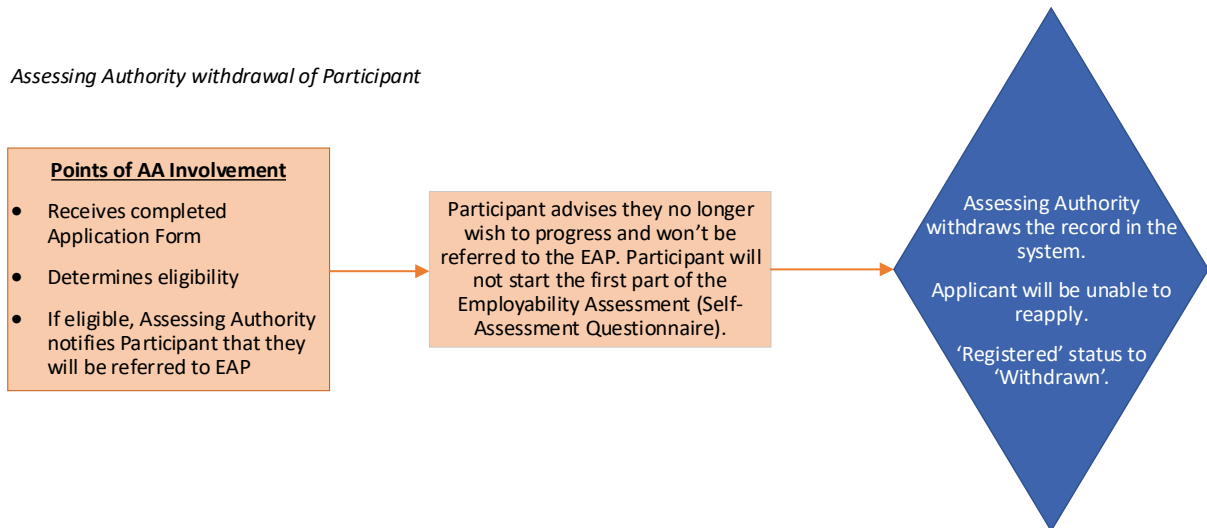 Assessing Authority withdrawal of Participant
Points of AA Involvement
• Receives completed
Application Form
• Determines eligibility
• If eligible, Assessing Authority
notifies Participant that they
will be referred to EAP
Participant advises they no longer
wish to progress and won’t be
referred to the EAP. Participant will
not start the first part of the
Employability Assessment (Self-
Assessment Questionnaire).
Assessing Authority
withdraws the record in the
system.
Applicant will be unable to
reapply.
‘Registered’ status to
‘Withdrawn’.